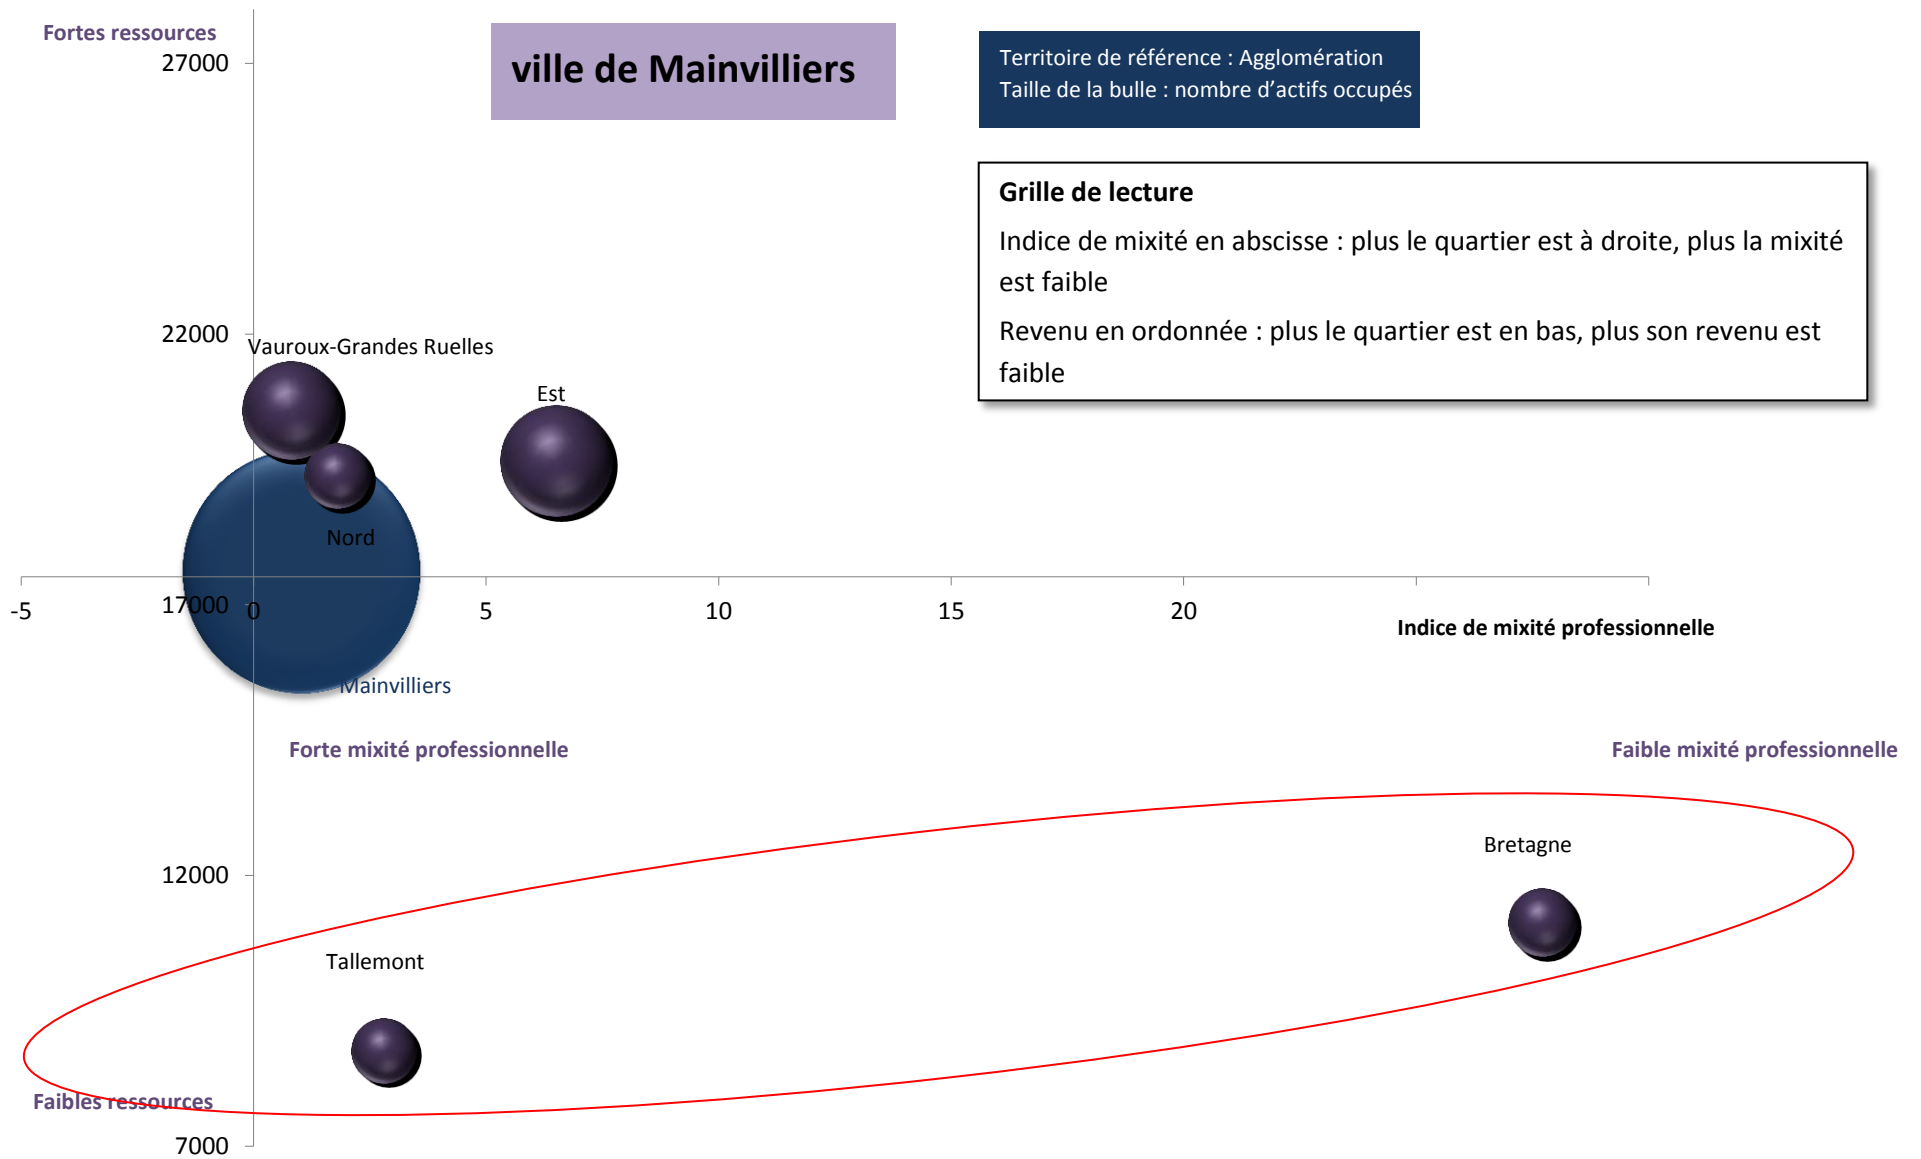 Fortes ressources
27000
ville de Mainvilliers
Territoire de référence : Agglomération
Taille de la bulle : nombre d'actifs occupés
Grille de lecture
Indice de mixité en abscisse : plus le quartier est à droite, plus la mixité
est faible
Revenu en ordonnée : plus le quartier est en bas, plus son revenu est
faible
22000
Vauroux-Grandes Ruelles
Est
Nord
-5
17000
0
5
10
15
20
Indice de mixité professionnelle
Mainvilliers
Forte mixité professionnelle
Faible mixité professionnelle
Bretagne
12000
Tallemont
Faibles ressources
7000